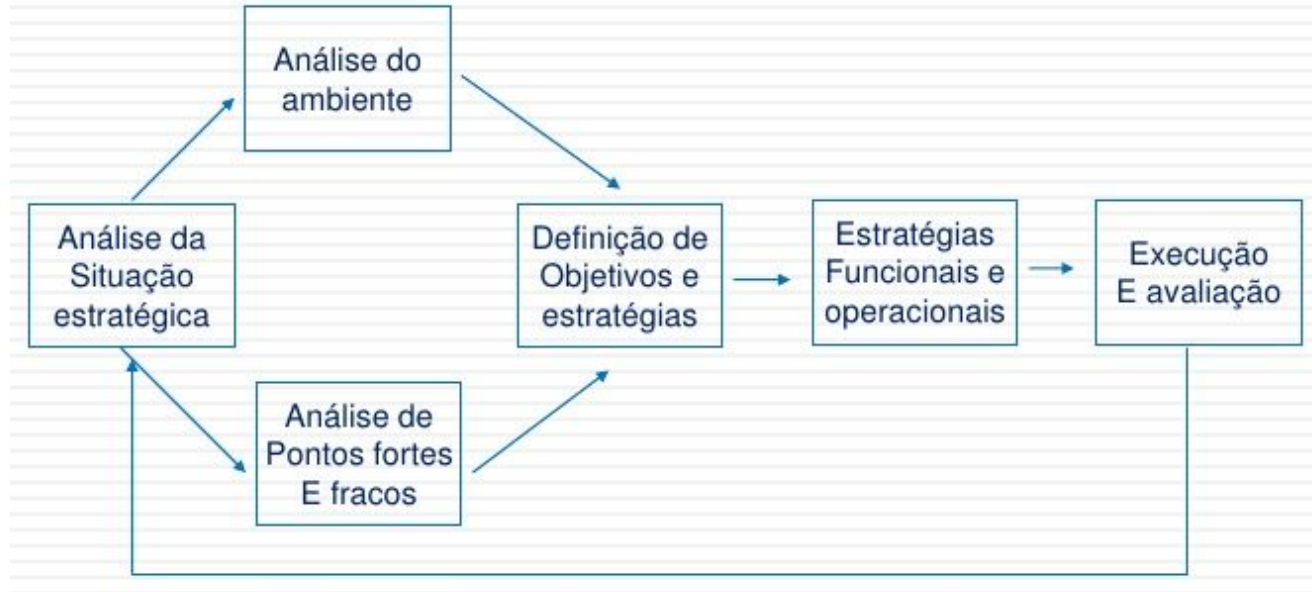 Análise do
ambiente
Análise da
Situação
estratégica
Análise de
Pontos fortes
E fracos
Definição de
Objetivos e
estratégias
Estratégias
Funcionais e
operacionais
Execução
E avaliação